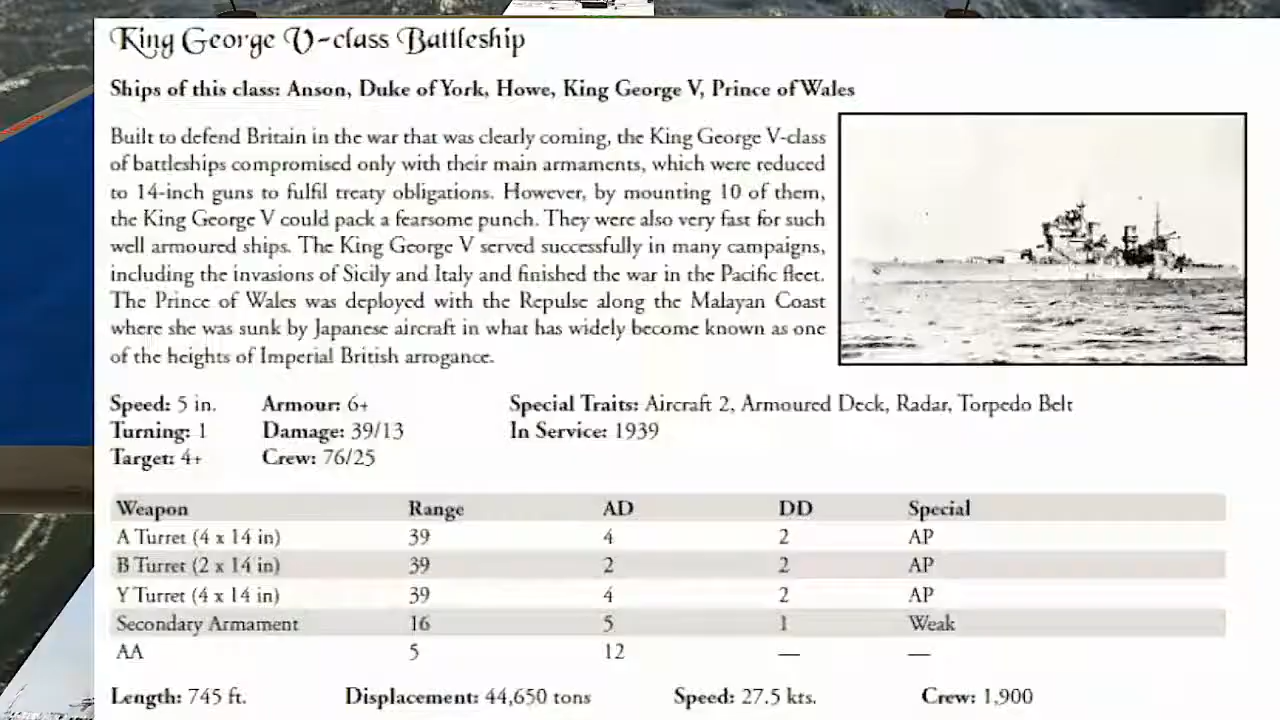 King George V-class Battleship
Ships of this class: Anson, Duke of York, Howe, King George V, Prince of Wales
Built to defend Britain in the war that was clearly coming, the King George V-class
of battleships compromised only with their main armaments, which were reduced
to 14-inch guns to fulfil treaty obligations. However, by mounting 10 of them,
the King George V could pack a fearsome punch. They were also very fast for such
well armoured ships. The King George V served successfully in many campaigns,
including the invasions of Sicily and Italy and finished the war in the Pacific fleet.
The Prince of Wales was deployed with the Repulse along the Malayan Coast
where she was sunk by Japanese aircraft in what has widely become known as one
of the heights of Imperial British arrogance.
Speed: 5 in. Armour: 6+ Special Traits: Aircraft 2, Armoured Deck, Radar, Torpedo Belt
Turning: 1 Damage: 39/13 In Service: 1939
Target: 4+ Crew: 76/25
Weapon Range AD DD Special
A Turret (4 x 14 in) 39 4 2 AP
B Turret (2 x 14 in) 39 2 2 AP
Y Turret (4 x 14 in) 39 4 2 AP
Secondary Armament 16 5 1 Weak
AA 5 12 — —
Length: 745 ft. Displacement: 44,650 tons Speed: 27.5 kts. Crew: 1,900